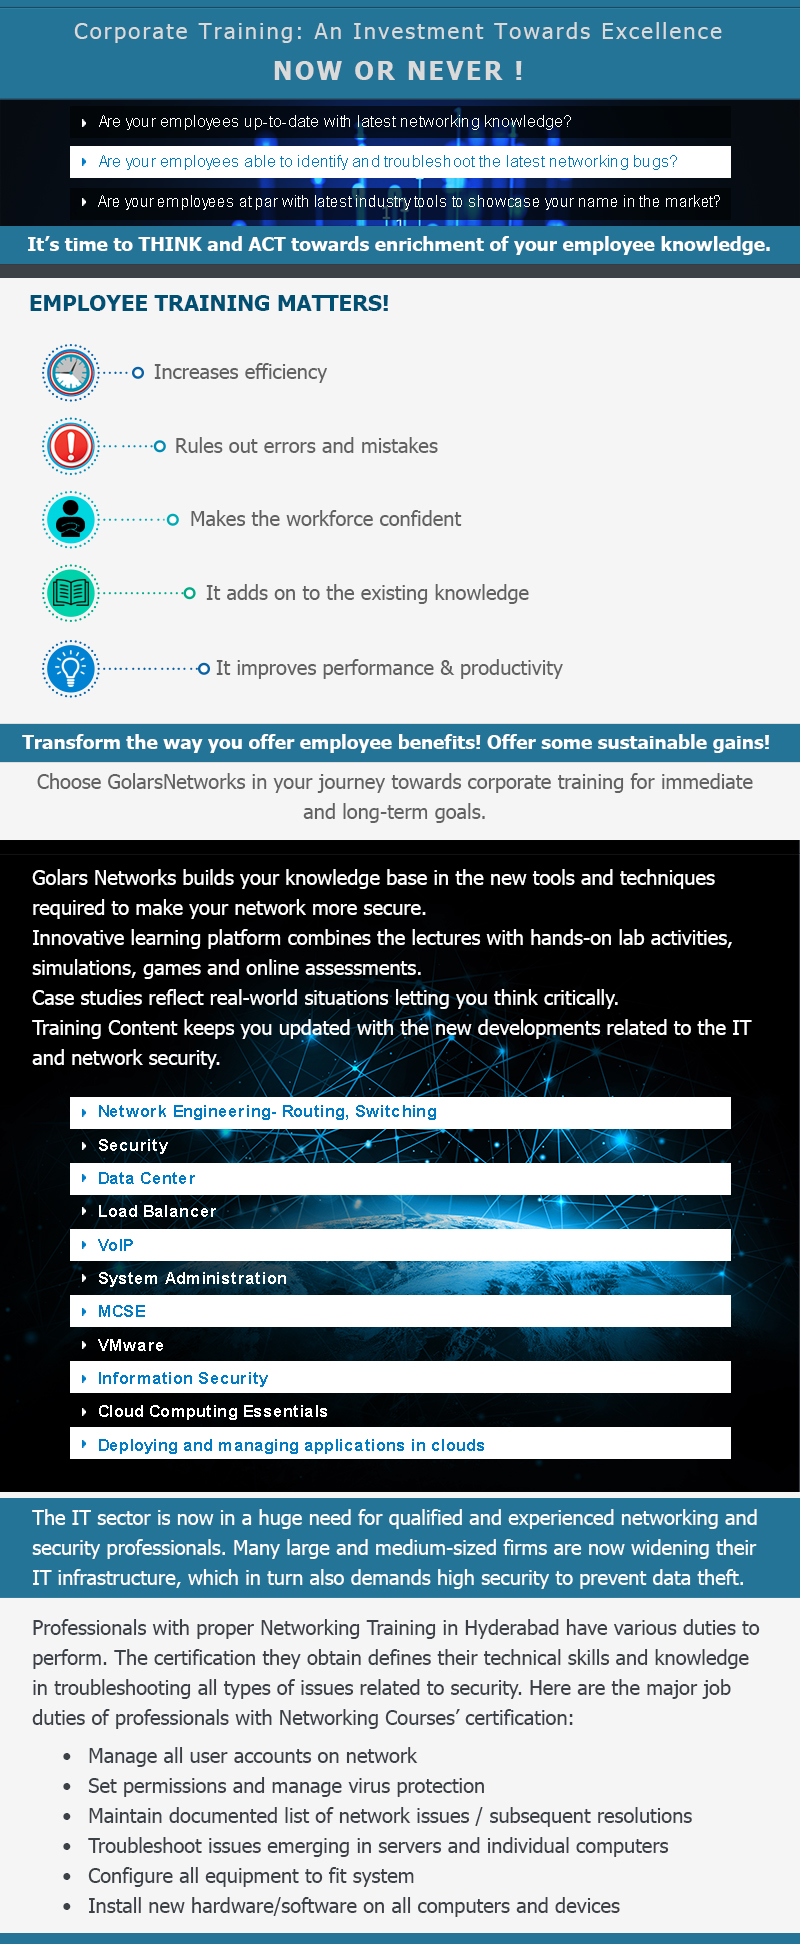 Corporate Training: An Investment Towards Excellence
NOW OR NEVER !
Are your employees up-to-date with latest networking knowledge?
Are your employees able to identify and troubleshoot the latest networking bugs?
Are your employees at par with latest industry tools to showcase your name in the market?
It's time to THINK and ACT towards enrichment of your employee knowledge.
EMPLOYEE TRAINING MATTERS!
Increases efficiency
Rules out errors and mistakes
Makes the workforce confident
It adds on to the existing knowledge
It improves performance & productivity
Transform the way you offer employee benefits! Offer some sustainable gains!
Choose GolarsNetworks in your journey towards corporate training for immediate
and long-term goals.
Golars Networks builds your knowledge base in the new tools and techniques
required to make your network more secure.
Innovative learning platform combines the lectures with hands-on lab activities,
simulations, games and online assessments.
Case studies reflect real-world situations letting you think critically.
Training Content keeps you updated with the new developments related to the IT
and network security.
Network Engineering- Routing, Switching
Security
Data Center
Load Balancer
VoIP
System Administration
MCSE
VMware
Information Security
Cloud Computing Essentials
Deploying and managing applications in clouds
The IT sector is now in a huge need for qualified and experienced networking and
security professionals. Many large and medium-sized firms are now widening their
IT infrastructure, which in turn also demands high security to prevent data theft.
Professionals with proper Networking Training in Hyderabad have various duties to
perform. The certification they obtain defines their technical skills and knowledge
in troubleshooting all types of issues related to security. Here are the major job
duties of professionals with Networking Courses' certification:
• Manage all user accounts on network
• Set permissions and manage virus protection
• Maintain documented list of network issues / subsequent resolutions
• Troubleshoot issues emerging in servers and individual computers
• Configure all equipment to fit system
• Install new hardware/software on all computers and devices